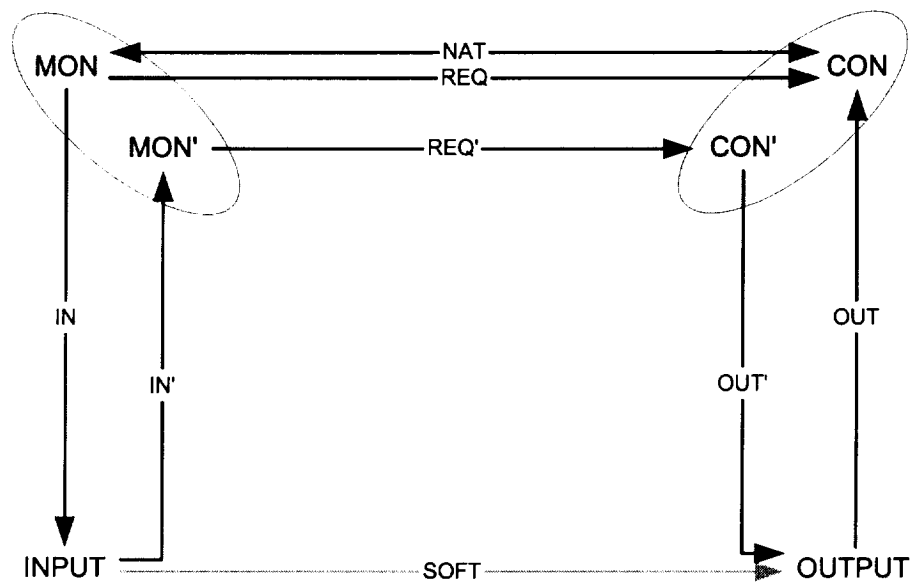 NAT
MON CON
REQ
MON' REQ' CON'
IN OUT
IN' OUT'
INPUT SOFT OUTPUT